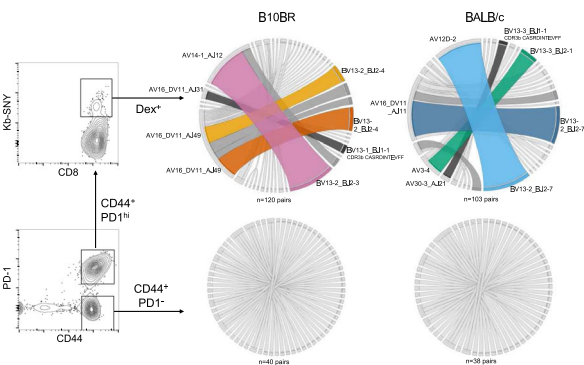 B10BR
BALB/c
Kb-SNY
CD8
Dex+
AV14-1_AJ12
AV16_DV11_AJ31
AV16_DV11_AJ49
AV16_DV11_AJ49
BV13-2_BJ2-4
BV13-
2_BJ2-4
BV13-1_BJ1-1
CDR3b CASRDINTEVFF
BV13-2_BJ2-3
n=120 pairs
AV12D-2
BV13-3_BJ1-1
CDR3b CASRDINTEVFF
BV13-3_BJ2-1
AV16_DV11
_AJ11
BV13-
2_BJ2-7
AV3-4
AV30-3_AJ21
BV13-2_BJ2-7
n=103 pairs
CD44+
PD1hi
PD-1
CD44
CD44+
PD1-
n=40 pairs
n=38 pairs